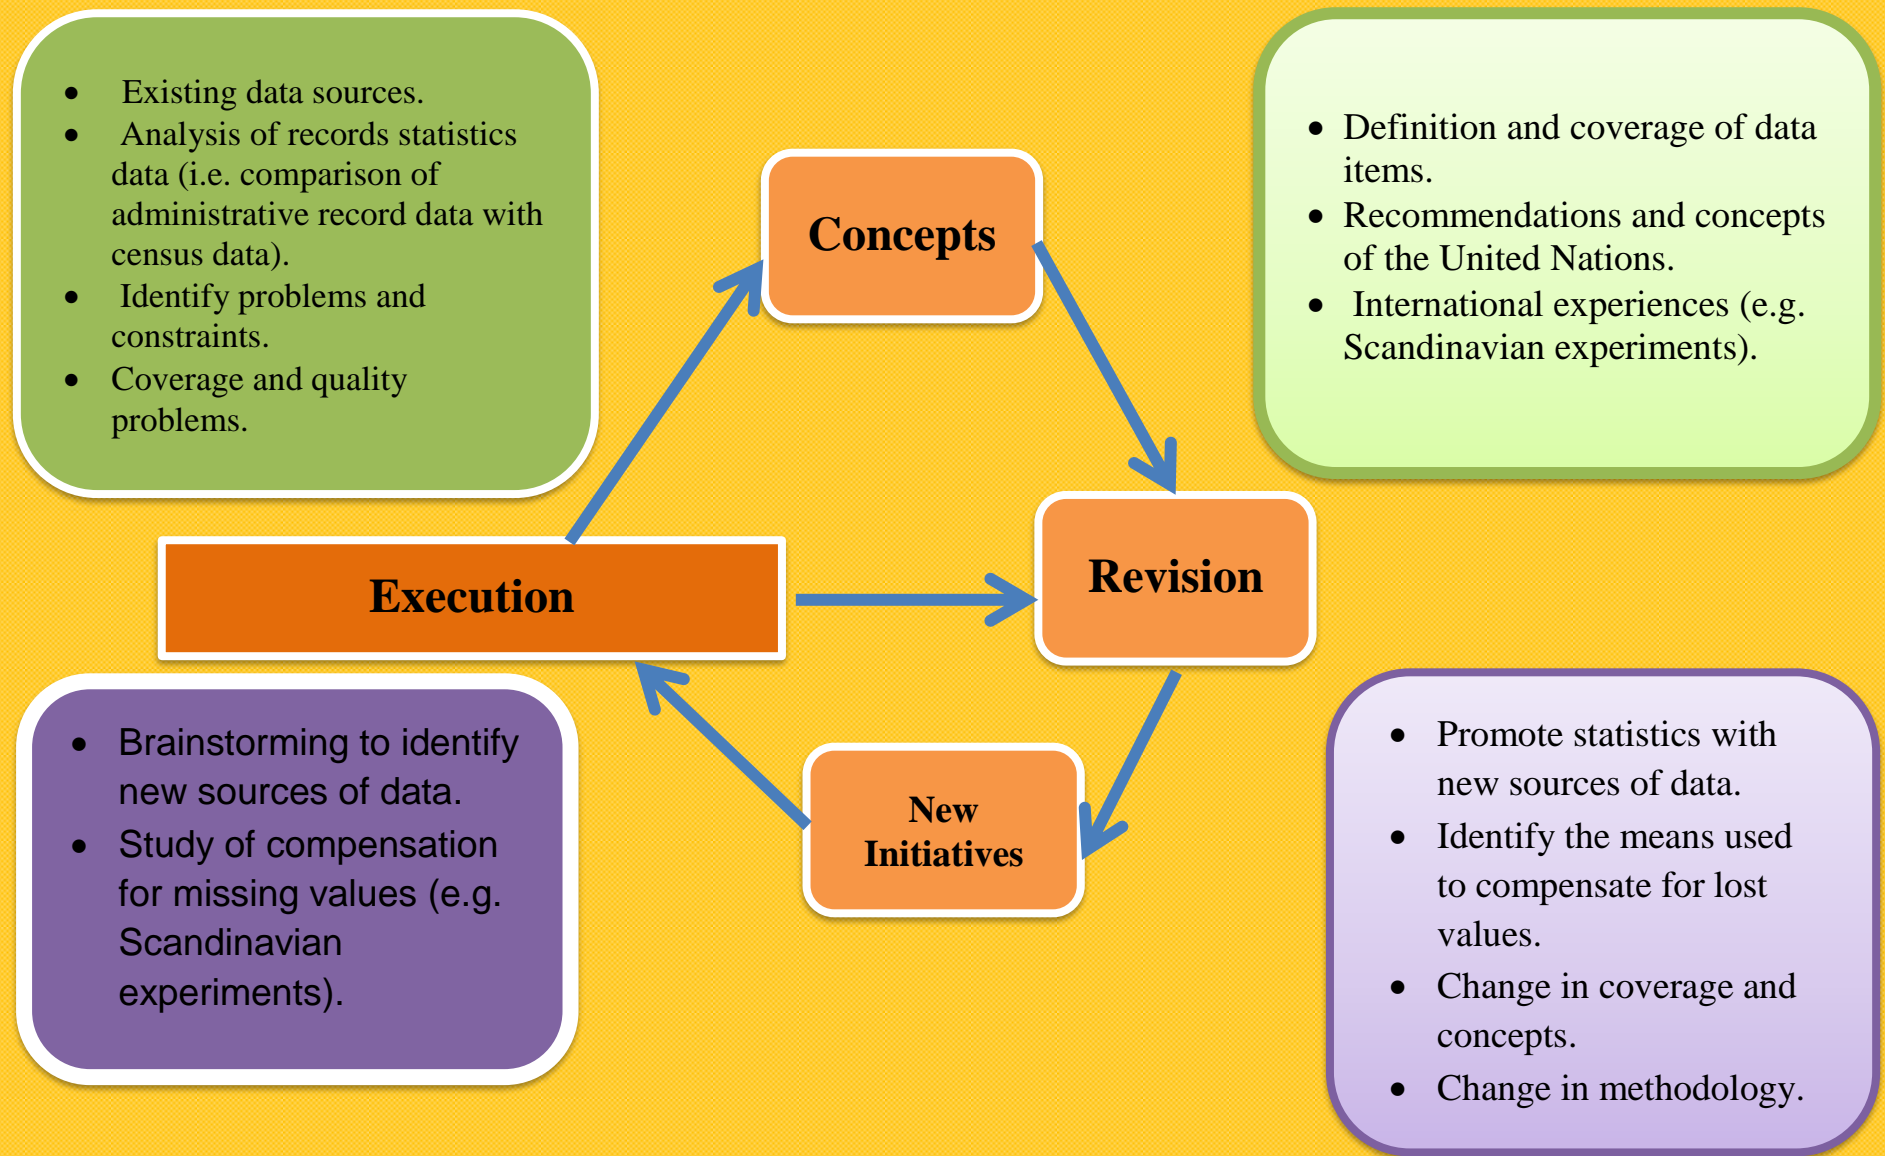 • Existing data sources.
• Analysis of records statistics
data (i.e. comparison of
administrative record data with
census data).
• Identify problems and
constraints.
• Coverage and quality
problems.
• Definition and coverage of data
items.
• Recommendations and concepts
of the United Nations.
• International experiences (e.g.
Scandinavian experiments).
Concepts
Execution
Revision
New
Initiatives
• Brainstorming to identify
new sources of data.
• Study of compensation
for missing values (e.g.
Scandinavian
experiments).
• Promote statistics with
new sources of data.
• Identify the means used
to compensate for lost
values.
• Change in coverage and
concepts.
• Change in methodology.